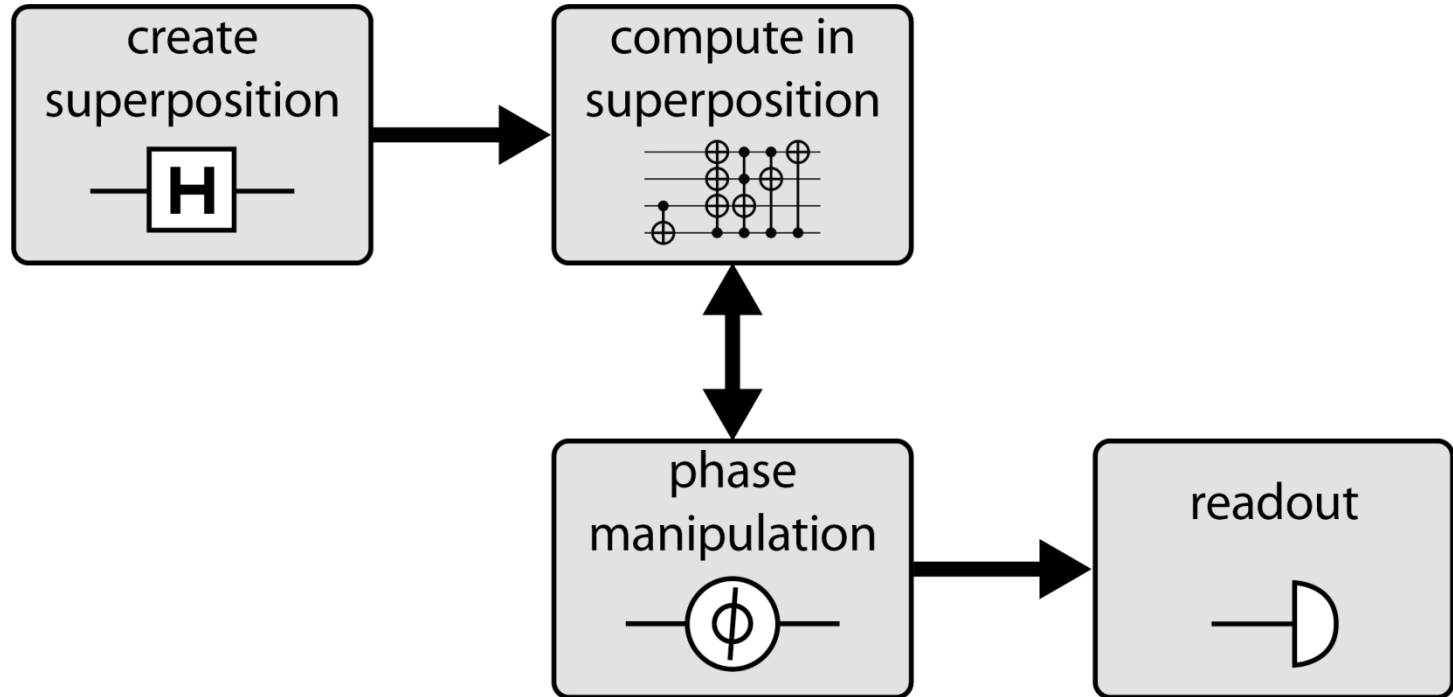 create
superposition
H
compute in
superposition
phase
manipulation
ϕ
readout